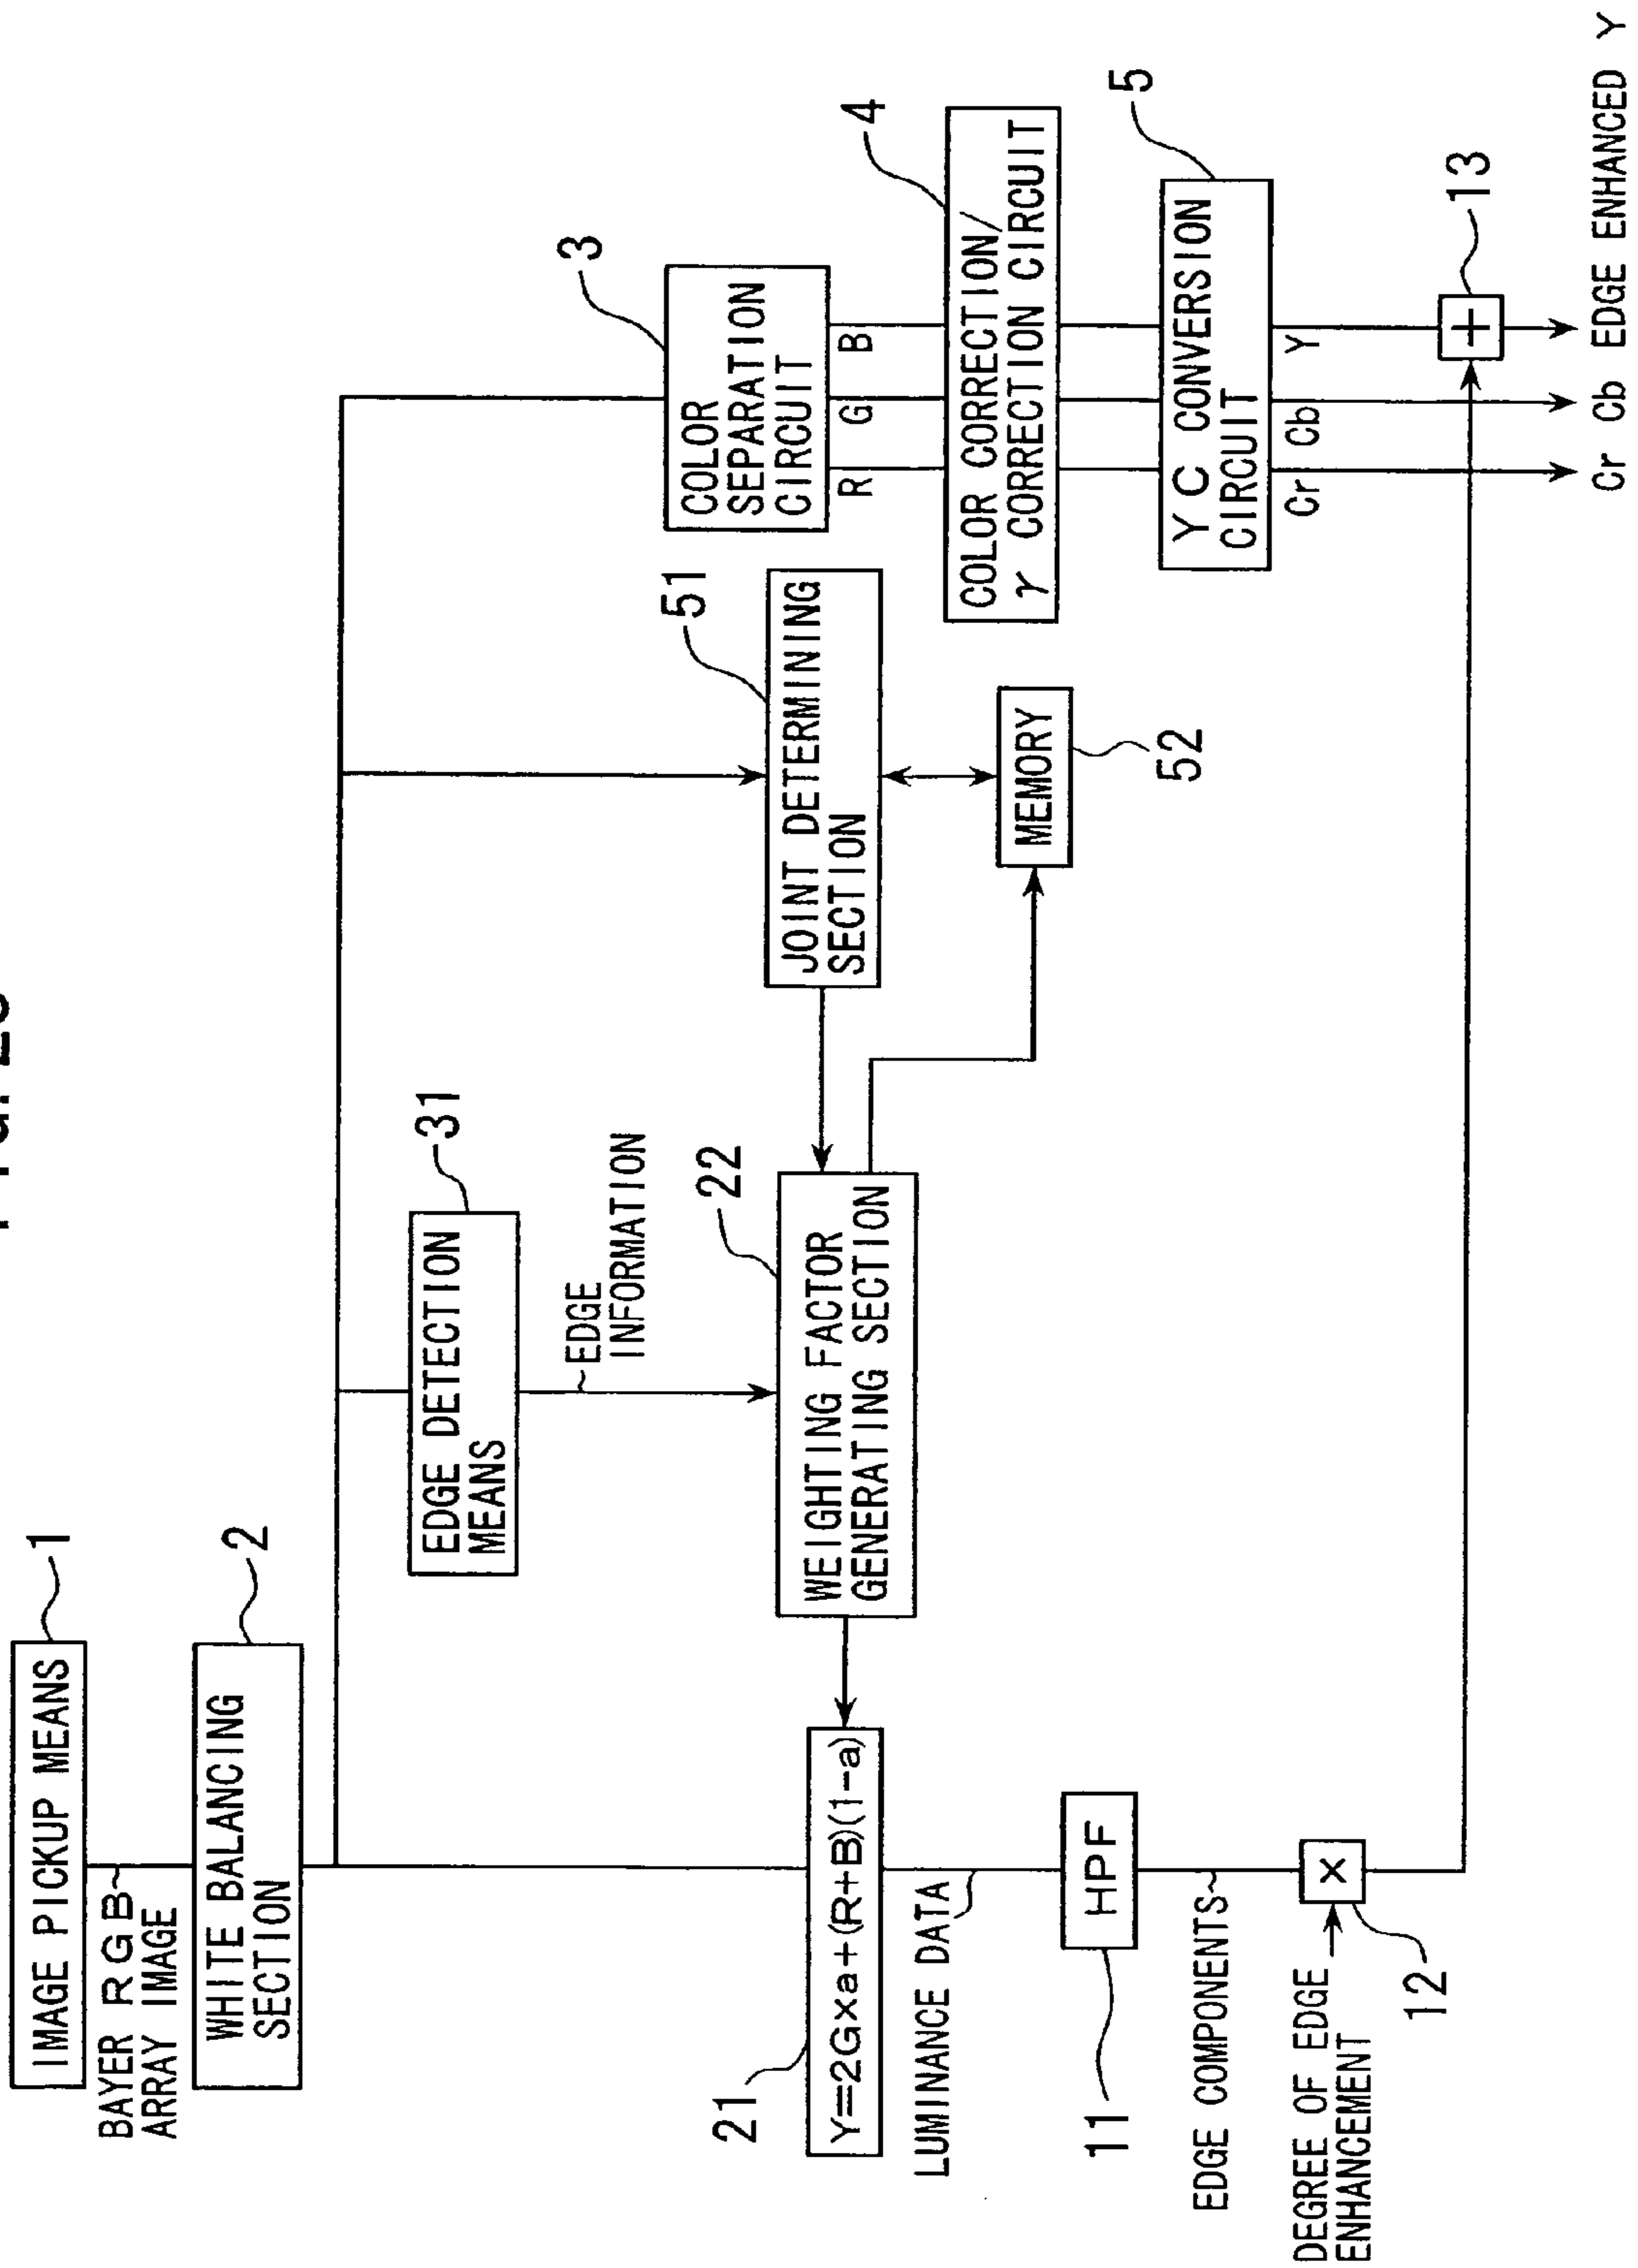 1
IMAGE PICKUP MEANS
BAYER RGB
ARRAY IMAGE
2
WHITE BALANCING
SECTION
EDGE DETECTION
MEANS
31
EDGE
INFORMATION
3
COLOR
SEPARATION
CIRCUIT
R G B
51
JOINT DETERMINING
SECTION
22
WEIGHTING FACTOR
GENERATING SECTION
21
Y=2G×a+(R+B)(1-a)
4
COLOR CORRECTION/
γ CORRECTION CIRCUIT
MEMORY
52
LUMINANCE DATA
HPF
11
5
YC CONVERSION
CIRCUIT
Cr Cb Y
EDGE COMPONENTS
DEGREE OF EDGE
ENHANCEMENT
×
12
+
13
Cr Cb EDGE ENHANCED Y